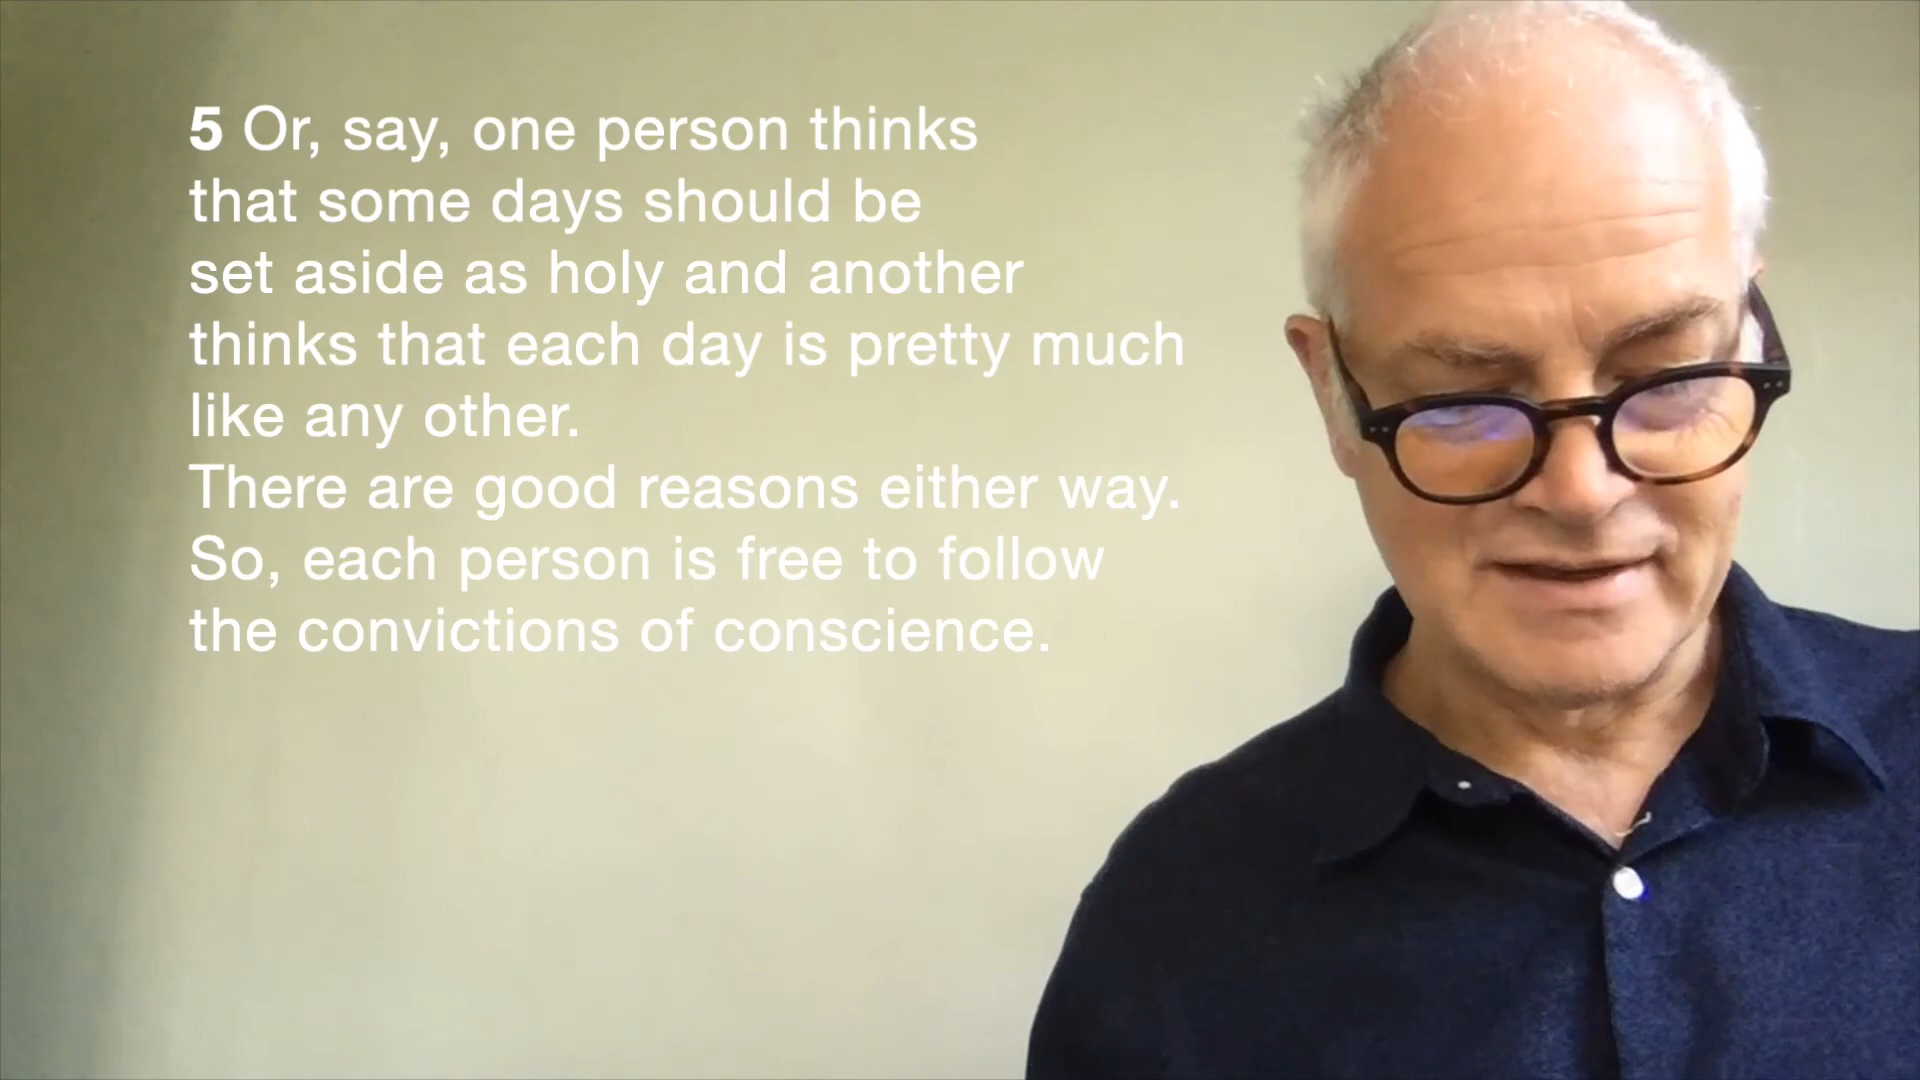 5 Or, say, one person thinks
that some days should be
set aside as holy and another
thinks that each day is pretty much
like any other.
There are good reasons either way.
So, each person is free to follow
the convictions of conscience.